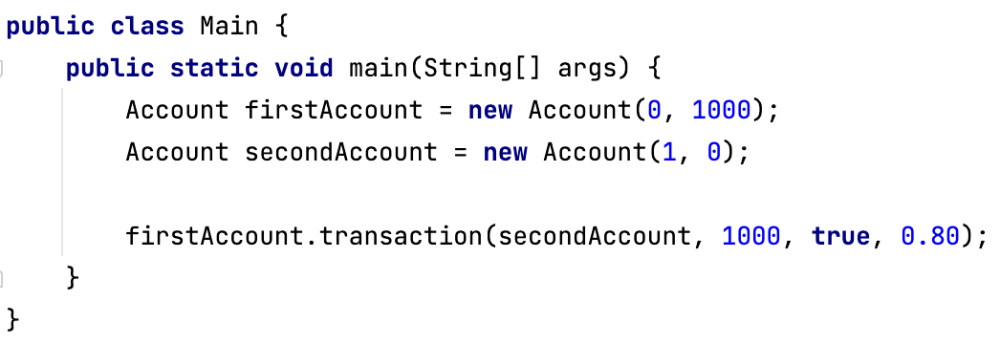 public class Main {
    public static void main(String[] args) {
        Account firstAccount = new Account(0, 1000);
        Account secondAccount = new Account(1, 0);

        firstAccount.transaction(secondAccount, 1000, true, 0.80);
    }
}